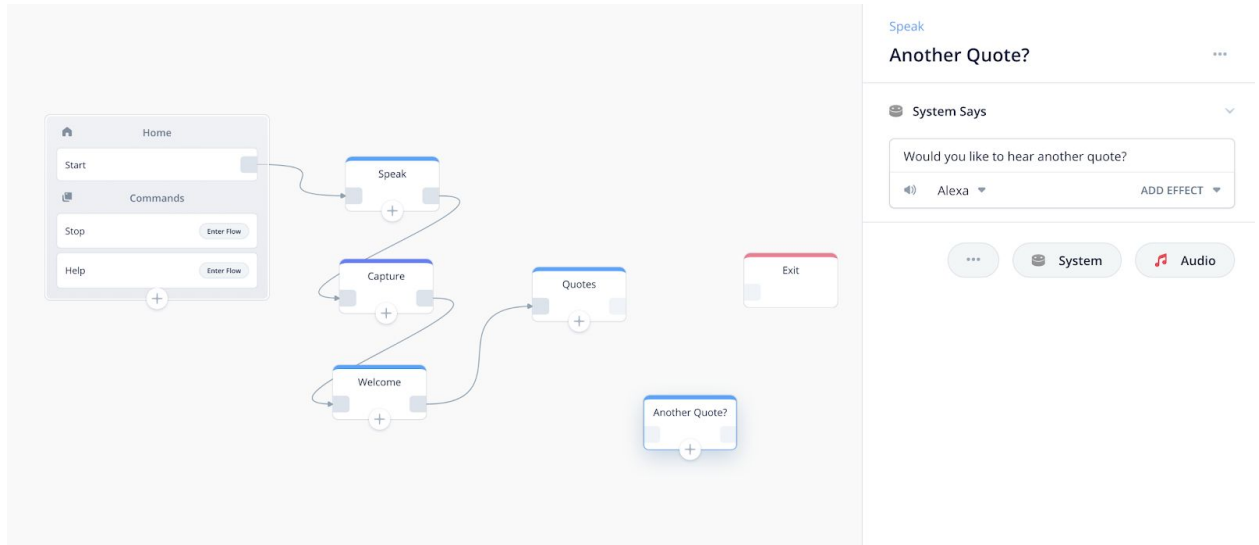 Home
Start
Commands
Stop
Enter Flow
Help
Enter Flow
Speak
Capture
Welcome
Quotes
Exit
Another Quote?
Speak
Another Quote?
System Says
Would you like to hear another quote?
Alexa
ADD EFFECT
System
Audio